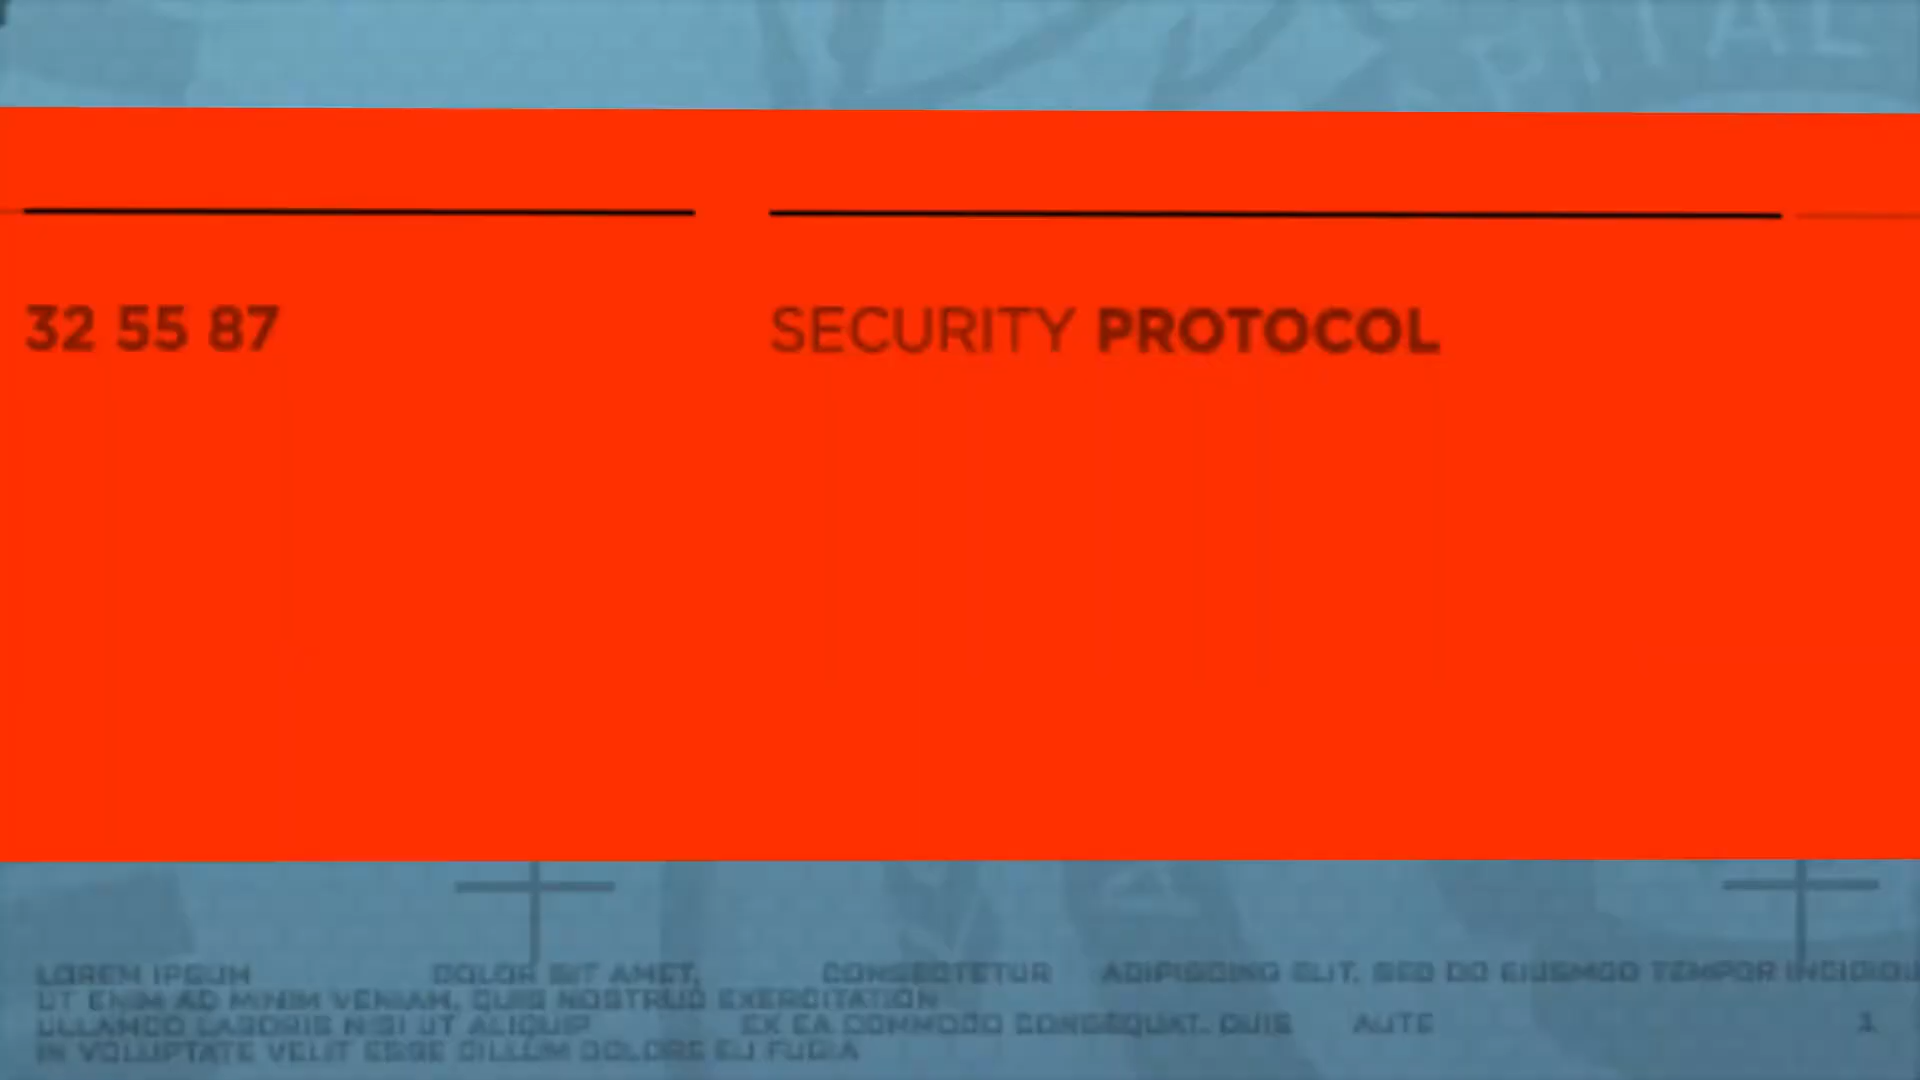 PITAL
32 55 87
SECURITY PROTOCOL
LOREM IPSUM DOLOR SIT AMET, CONSECTETUR ADIPISCING ELIT, SED DO EIUSMOD TEMPOR INCIDIDU
UT ENIM AD MINIM VENIAM, QUIS NOSTRUD EXERCITATION
ULLAMCO LABORIS NISI UT ALIQUIP EX EA COMMODO CONSEQUAT. DUIS AUTE 1
IN VOLUPTATE VELIT ESSE CILLUM DOLORE EU FUGIA